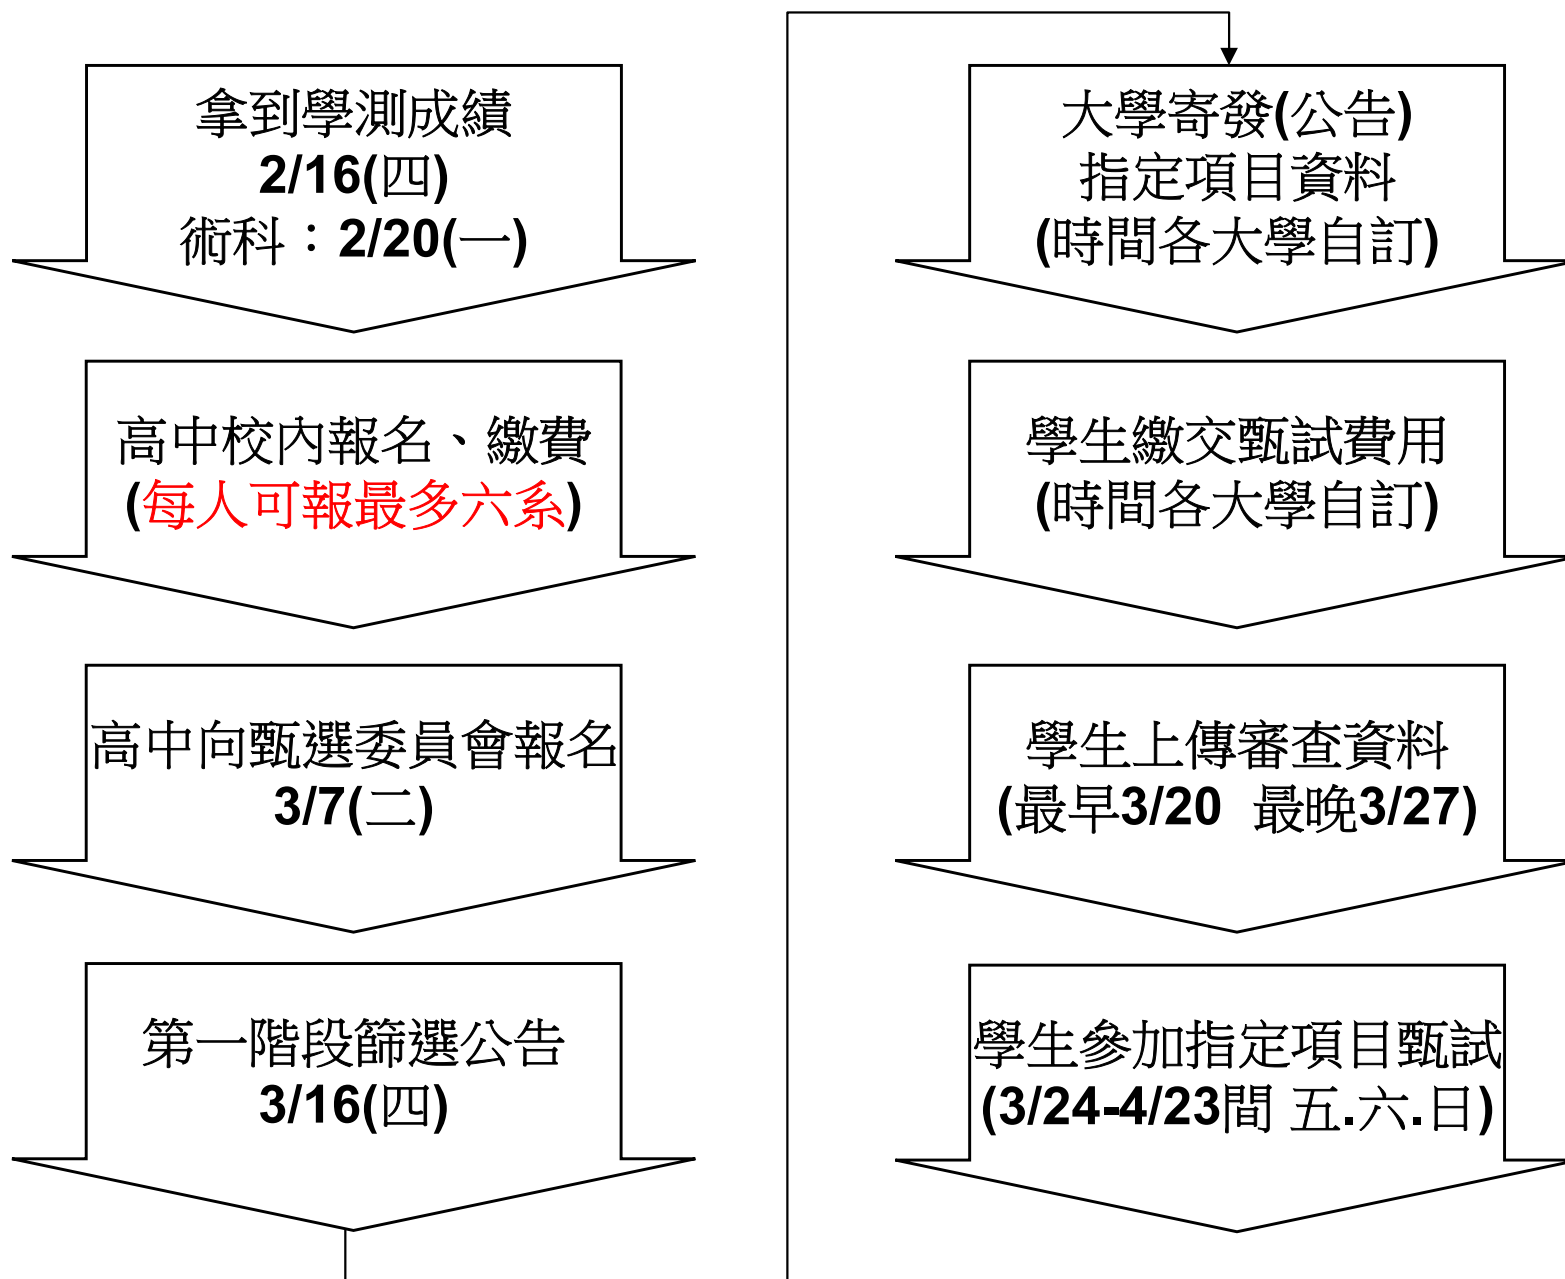 拿到學測成績
2/16(四)
術科：2/20(一)
高中校內報名、繳費
(每人可報最多六系)
高中向甄選委員會報名
3/7(二)
第一階段篩選公告
3/16(四)
大學寄發(公告)
指定項目資料
(時間各大學自訂)
學生繳交甄試費用
(時間各大學自訂)
學生上傳審查資料
(最早3/20 最晚3/27)
學生參加指定項目甄試
(3/24-4/23間 五.六.日)